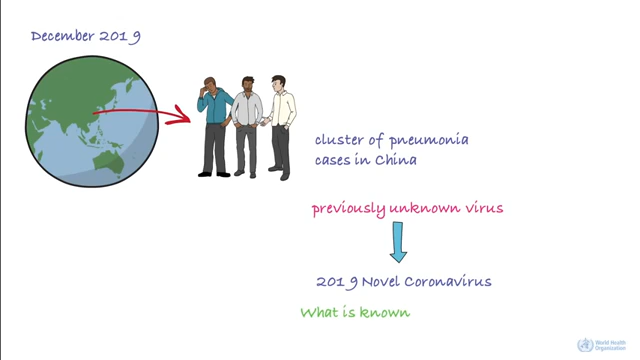 December 2019
cluster of pneumonia
cases in China
previously unknown virus
2019 Novel Coronavirus
What is known
World Health
Organization